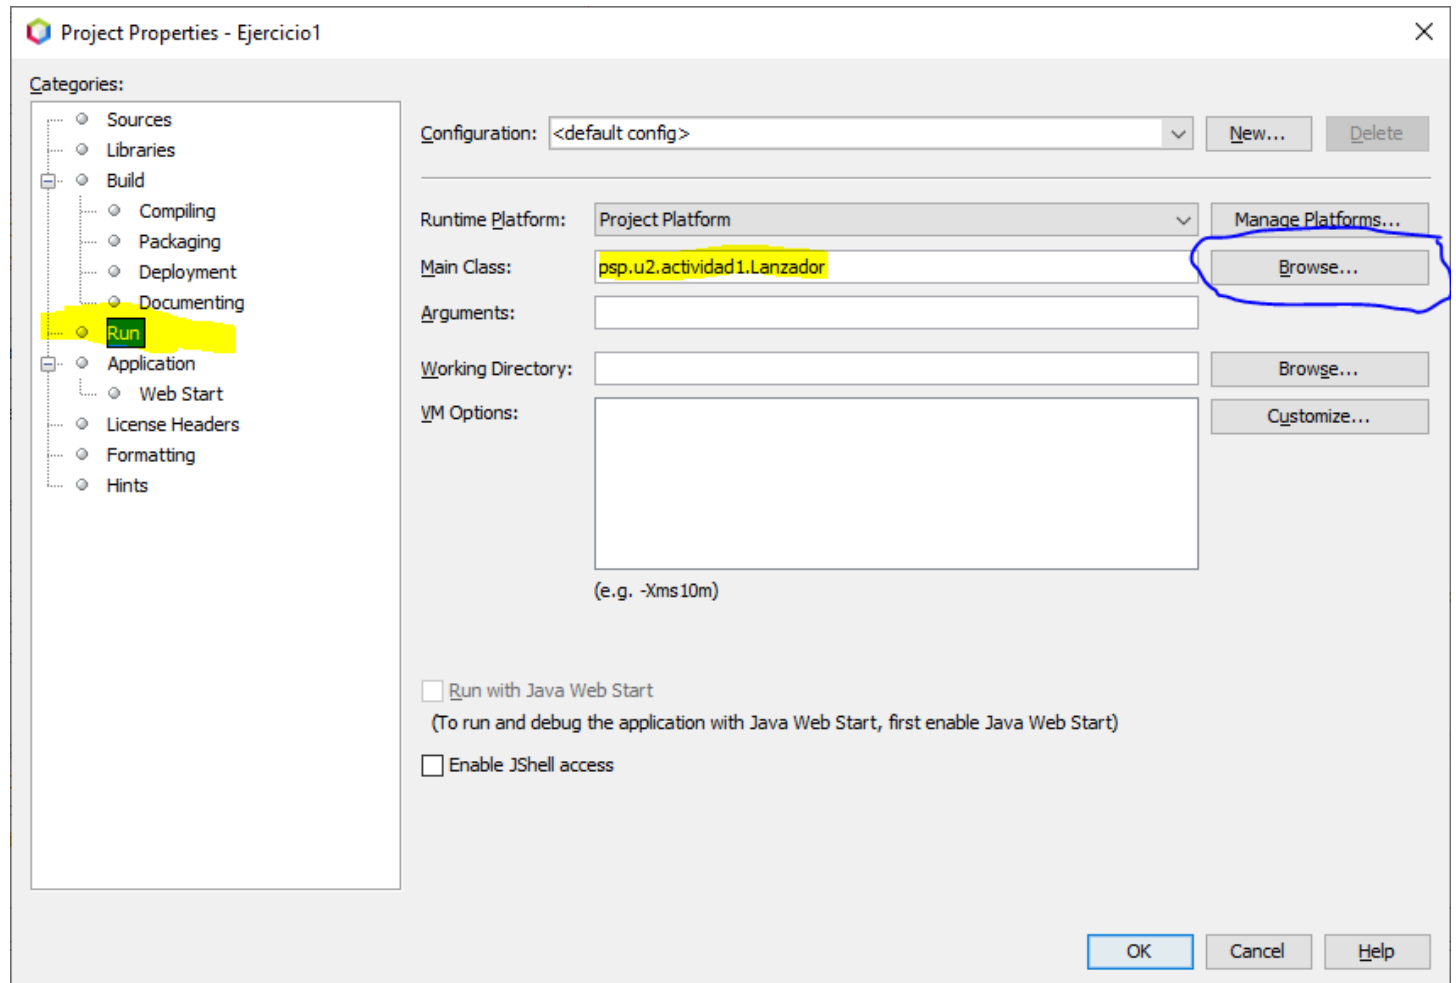 Project Properties - Ejercicio1
Categories:
Sources
Libraries
Build
Compiling
Packaging
Deployment
Documenting
Run
Application
Web Start
License Headers
Formatting
Hints
Configuration: <default config> New... Delete
Runtime Platform: Project Platform Manage Platforms...
Main Class: psp.u2.actividad1.Lanzador Browse...
Arguments:
Working Directory: Browse...
VM Options: Customize...
(e.g. -Xms10m)
Run with Java Web Start
(To run and debug the application with Java Web Start, first enable Java Web Start)
Enable JShell access
OK Cancel Help